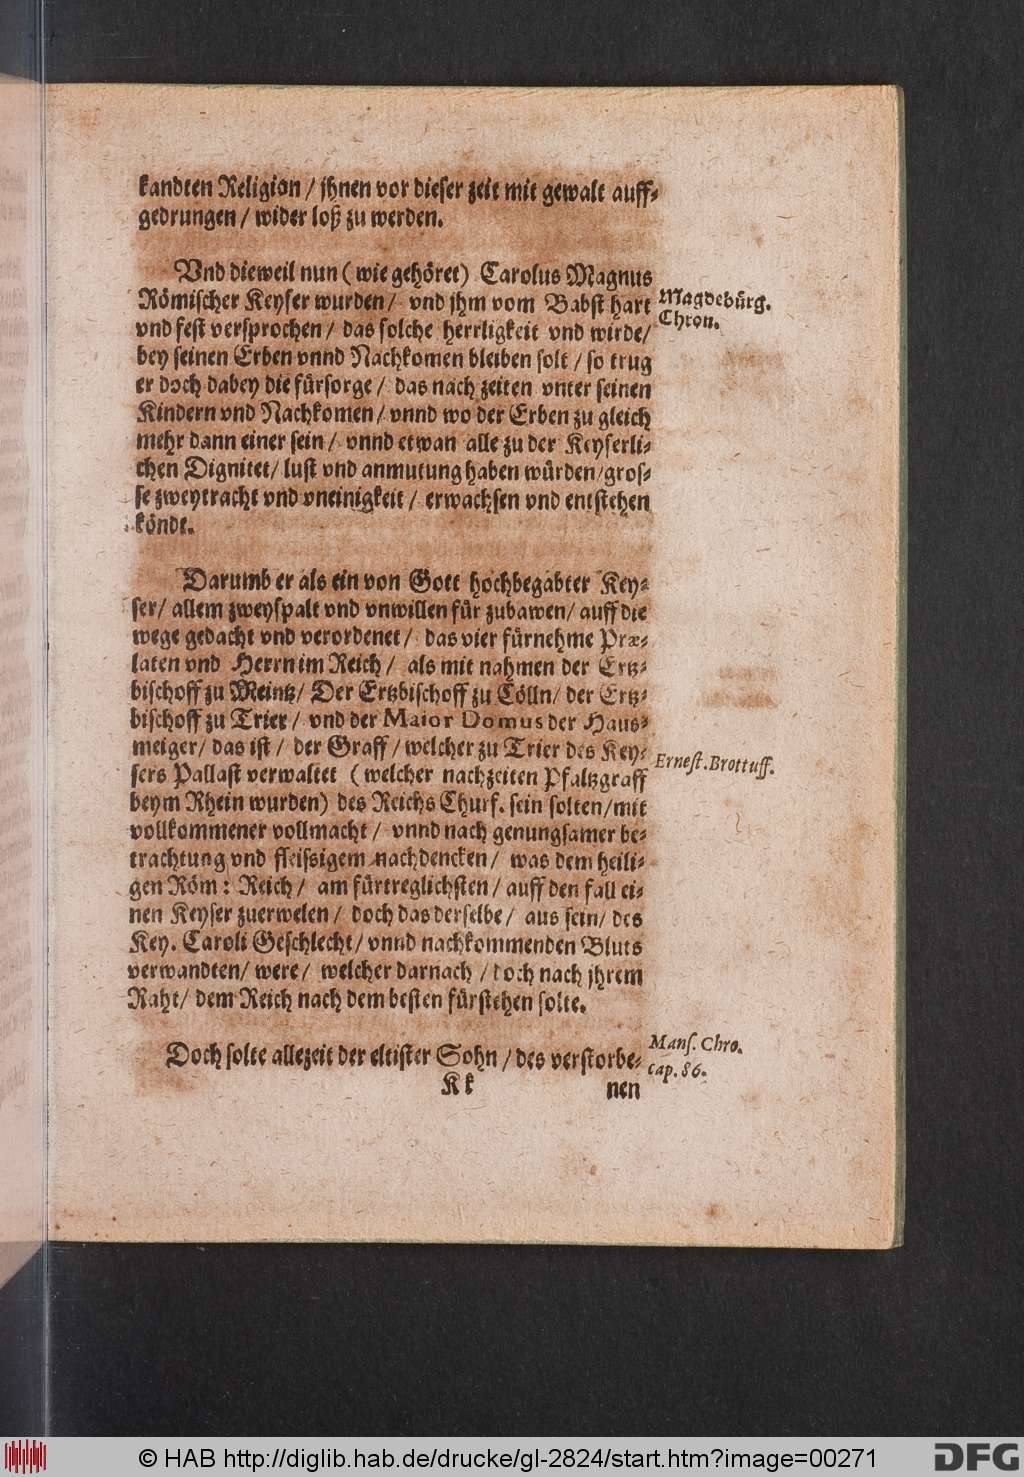 kandten Religion / jhnen vor dieser zeit mit gewalt auff-
gedrungen / wider loß zu werden.
Vnd dieweil nun ( wie gehöret) Carolus Magnus
Römischer Keyser wurden / vnd jhm vom Babst hart
vnd fest versprochen / das solche herrligkeit vnd wirde/
bey seinen Erben vnnd Nachkomen bleiben solt / so trug
er doch dabey die fürsorge / das nach zeiten vnter seinen
Kindern vnd Nachkomen / vnnd wo der Erben zu gleich
mehr dann einer sein / vnnd etwan alle zu der Keyserli-
chen Dignitet/ lust vnd anmutung haben würden/gros-
se zweytracht vnd vneinigkeit / erwachsen vnd entstehen
köndt.
Magdebürg.
Chron.
Darumb er als ein von Gott hochbegabter Key-
ser/ allem zweyspalt vnd vnwillen für zubawen/ auff die
wege gedacht vnd verordenet / das vier fürnehme Præ-
laten vnd Herrn im Reich / als mit nahmen der Ertz-
bischoff zu Meintz/ Der Ertzbischoff zu Cölln/ der Ertz-
bischoff zu Trier / vnd der Maior Domus der Haus-
meiger/ das ist / der Graff / welcher zu Trier des Key-
sers Pallast verwaltet ( welcher nachzeiten Pfaltzgraff
beym Rhein wurden) des Reichs Churf. sein solten/mit
vollkommener vollmacht / vnnd nach genungsamer be-
trachtung vnd fleissigem nachdencken / was dem heili-
gen Röm: Reich / am fürtreglichsten / auff den fall ei-
nen Keyser zuerwelen / doch das derselbe / aus sein/ des
Key. Caroli Geschlecht / vnnd nachkommenden Bluts
verwandten/ were / welcher darnach / doch nach jhrem
Raht/ dem Reich nach dem besten fürstehen solte.
Ernest. Brottuff.
Doch solte allezeit der eltister Sohn / des verstorbe-
Kk nen
Mans. Chro.
cap. 86.
© HAB http://diglib.hab.de/drucke/gl-2824/start.htm?image=00271
DFG